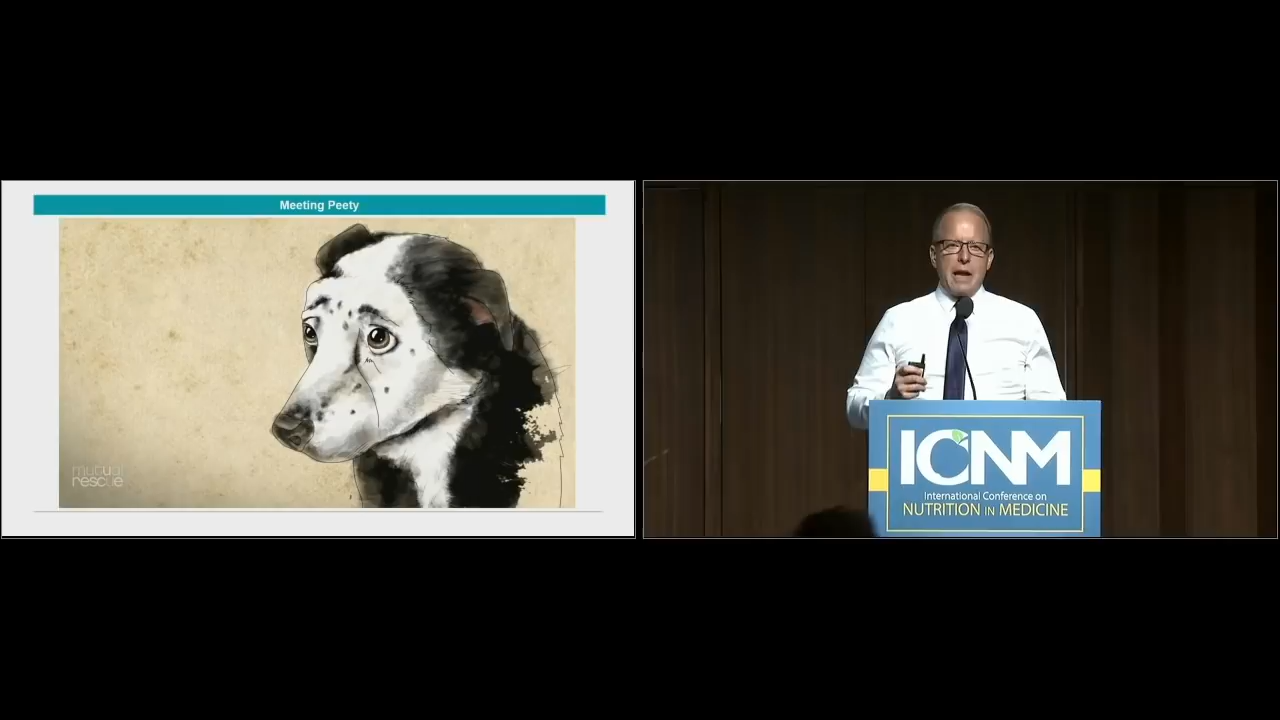 Meeting Peety
mutual
rescue
ICNM
International Conference on
NUTRITION IN MEDICINE